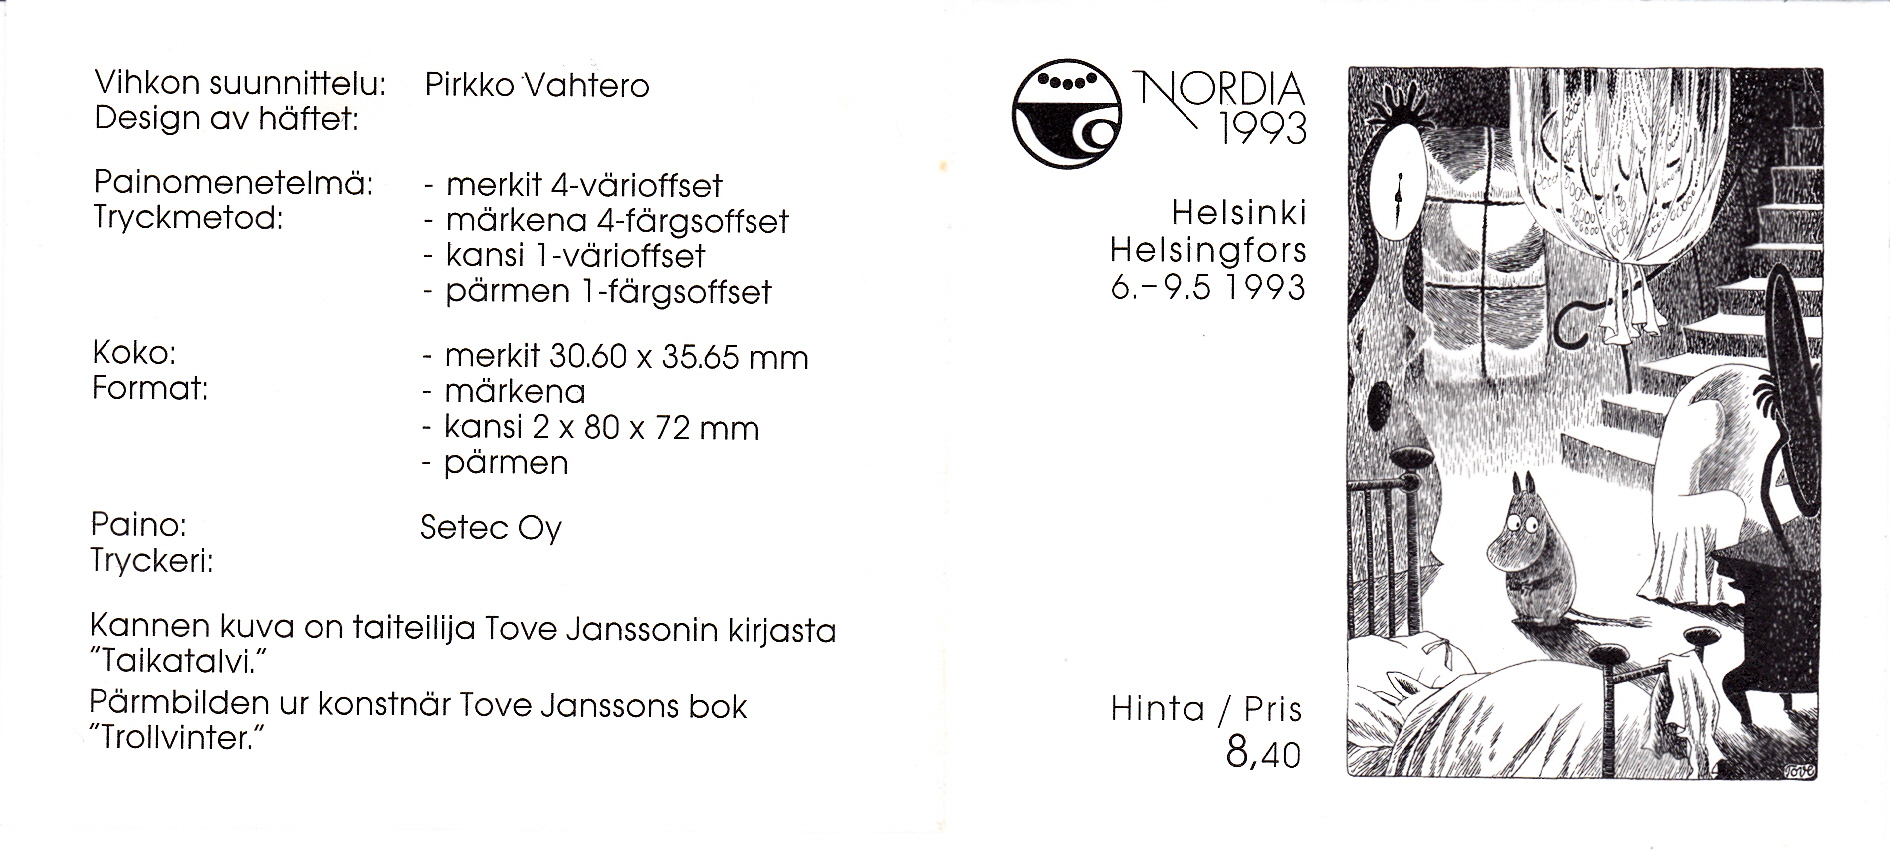 Vihkon suunnittelu: Pirkko Vahtero
Design av häftet:
Painomenetelmä: - merkit 4-värioffset
Tryckmetod: - märkena 4-färgsoffset
- kansi 1-värioffset
- pärmen 1-färgsoffset
Koko: - merkit 30.60 x 35.65 mm
Format: - märkena
- kansi 2 x 80 x 72 mm
- pärmen
Paino: Setec Oy
Tryckeri:
Kannen kuva on taiteilija Tove Janssonin kirjasta
"Taikatalvi."
Pärmbilden ur konstnär Tove Janssons bok
"Trollvinter."
NORDIA
1993
Helsinki
Helsingfors
6.–9.5 1993
Hinta / Pris
8,40
Tove